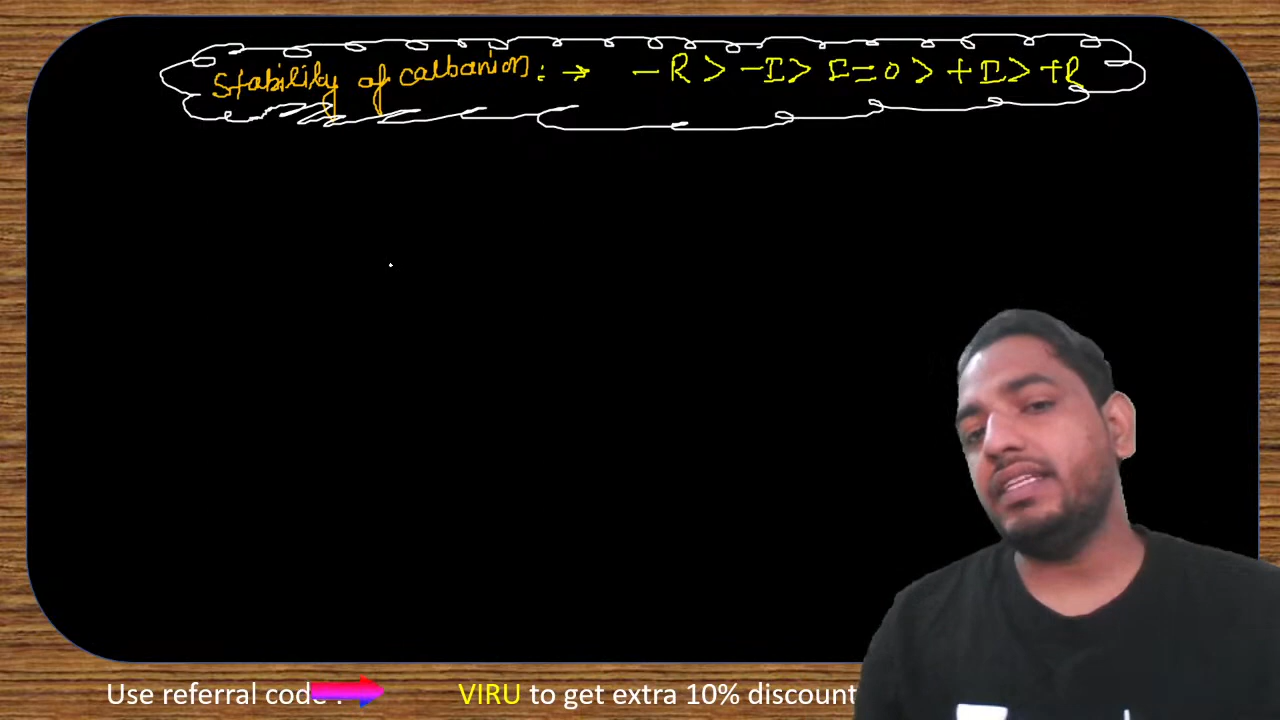 Stability of carbanion : → -R > -I > I=0 > +I > +R
Use referral code : VIRU to get extra 10% discount